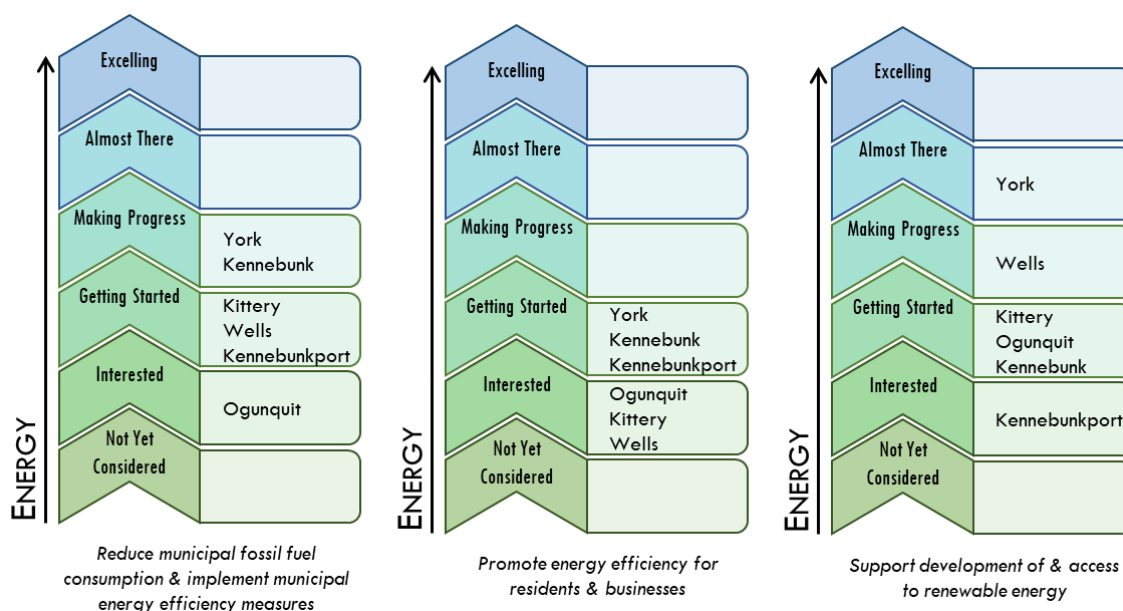 Excelling
Almost There
Making Progress
York
Kennebunk
Getting Started
Kittery
Wells
Kennebunkport
Interested
Ogunquit
Not Yet
Considered
ENERGY
Reduce municipal fossil fuel
consumption & implement municipal
energy efficiency measures
Excelling
Almost There
Making Progress
Getting Started
York
Kennebunk
Kennebunkport
Interested
Ogunquit
Kittery
Wells
Not Yet
Considered
ENERGY
Promote energy efficiency for
residents & businesses
Excelling
Almost There
York
Making Progress
Wells
Getting Started
Kittery
Ogunquit
Kennebunk
Interested
Kennebunkport
Not Yet
Considered
ENERGY
Support development of & access
to renewable energy